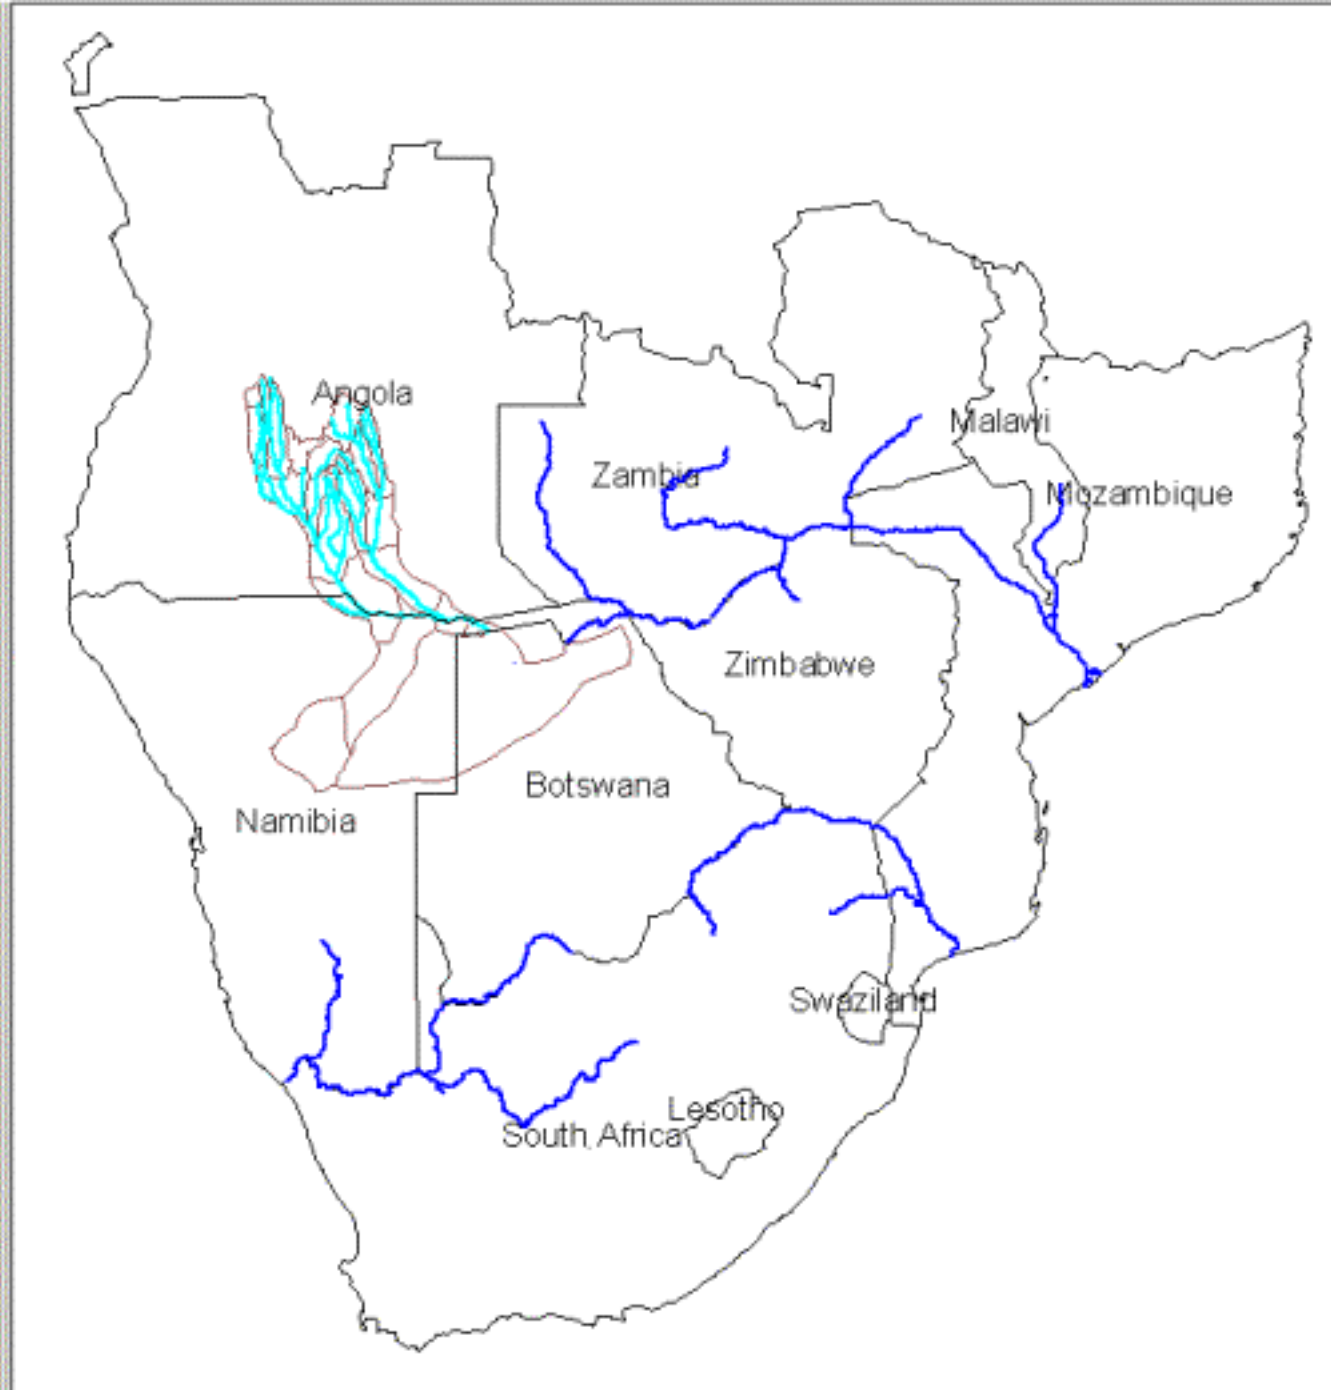 Angola
Malawi
Zambia
Mozambique
Zimbabwe
Botswana
Namibia
Swaziland
Lesotho
South Africa